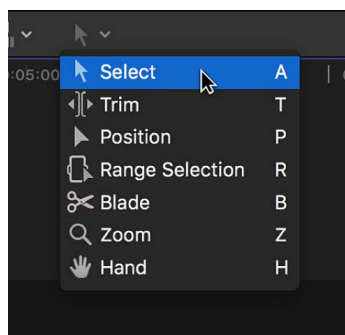 :05:00
Select A
Trim T
Position P
Range Selection R
Blade B
Zoom Z
Hand H